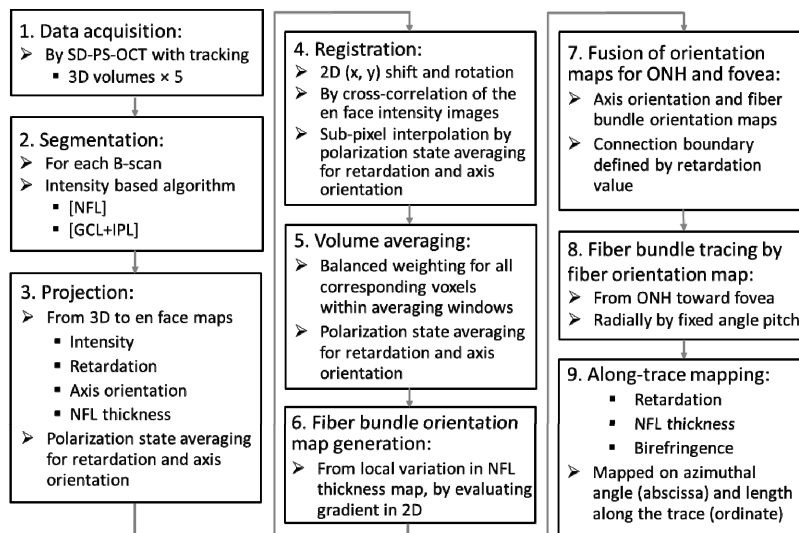 1. Data acquisition:
➢ By SD-PS-OCT with tracking
▪ 3D volumes × 5
2. Segmentation:
➢ For each B-scan
➢ Intensity based algorithm
▪ [NFL]
▪ [GCL+IPL]
3. Projection:
➢ From 3D to en face maps
▪ Intensity
▪ Retardation
▪ Axis orientation
▪ NFL thickness
➢ Polarization state averaging
for retardation and axis
orientation
4. Registration:
➢ 2D (x, y) shift and rotation
➢ By cross-correlation of the
en face intensity images
➢ Sub-pixel interpolation by
polarization state averaging
for retardation and axis
orientation
5. Volume averaging:
➢ Balanced weighting for all
corresponding voxels
within averaging windows
➢ Polarization state averaging
for retardation and axis
orientation
6. Fiber bundle orientation
map generation:
➢ From local variation in NFL
thickness map, by evaluating
gradient in 2D
7. Fusion of orientation
maps for ONH and fovea:
➢ Axis orientation and fiber
bundle orientation maps
➢ Connection boundary
defined by retardation
value
8. Fiber bundle tracing by
fiber orientation map:
➢ From ONH toward fovea
➢ Radially by fixed angle pitch
9. Along-trace mapping:
▪ Retardation
▪ NFL thickness
▪ Birefringence
➢ Mapped on azimuthal
angle (abscissa) and length
along the trace (ordinate)